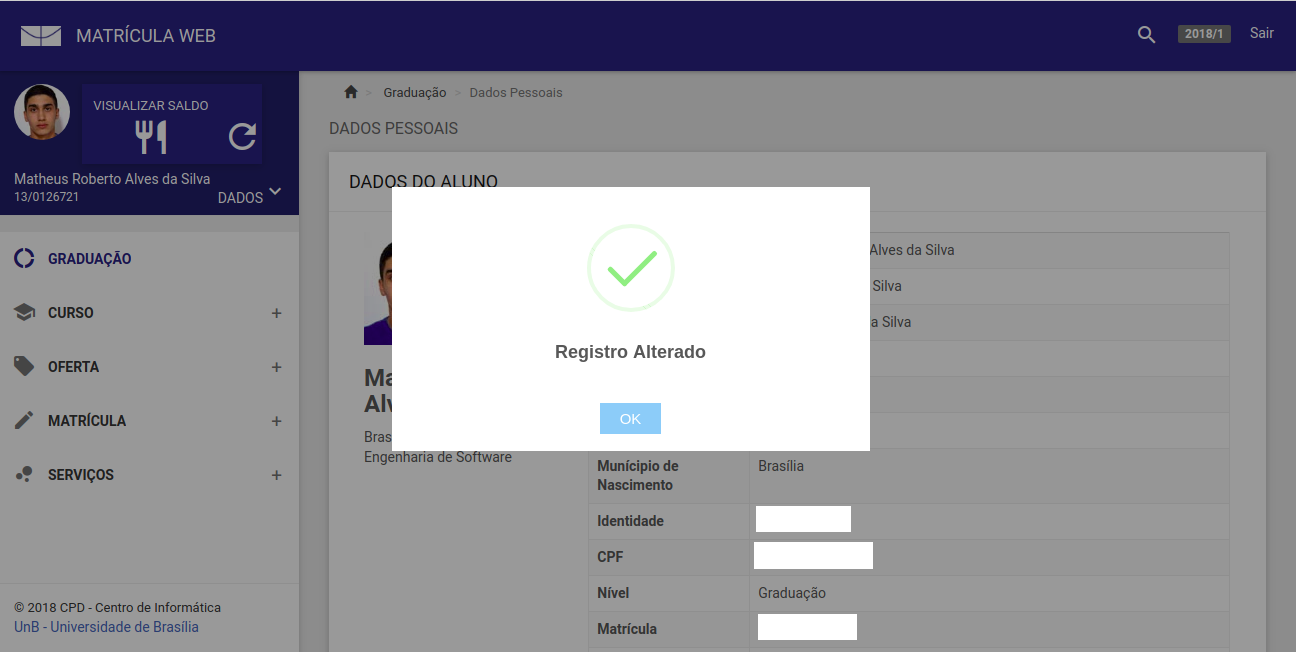 MATRÍCULA WEB
2018/1
Sair
VISUALIZAR SALDO
Matheus Roberto Alves da Silva
13/0126721
DADOS
GRADUAÇÃO
CURSO
+
OFERTA
+
MATRÍCULA
+
SERVIÇOS
+
© 2018 CPD - Centro de Informática
UnB - Universidade de Brasília
> Graduação > Dados Pessoais
DADOS PESSOAIS
DADOS DO ALUNO
Alves da Silva
Silva
a Silva
Ma
Alv
Bras
Engenharia de Software
Registro Alterado
OK
Munícipio de
Nascimento
Brasília
Identidade
CPF
Nível
Graduação
Matrícula